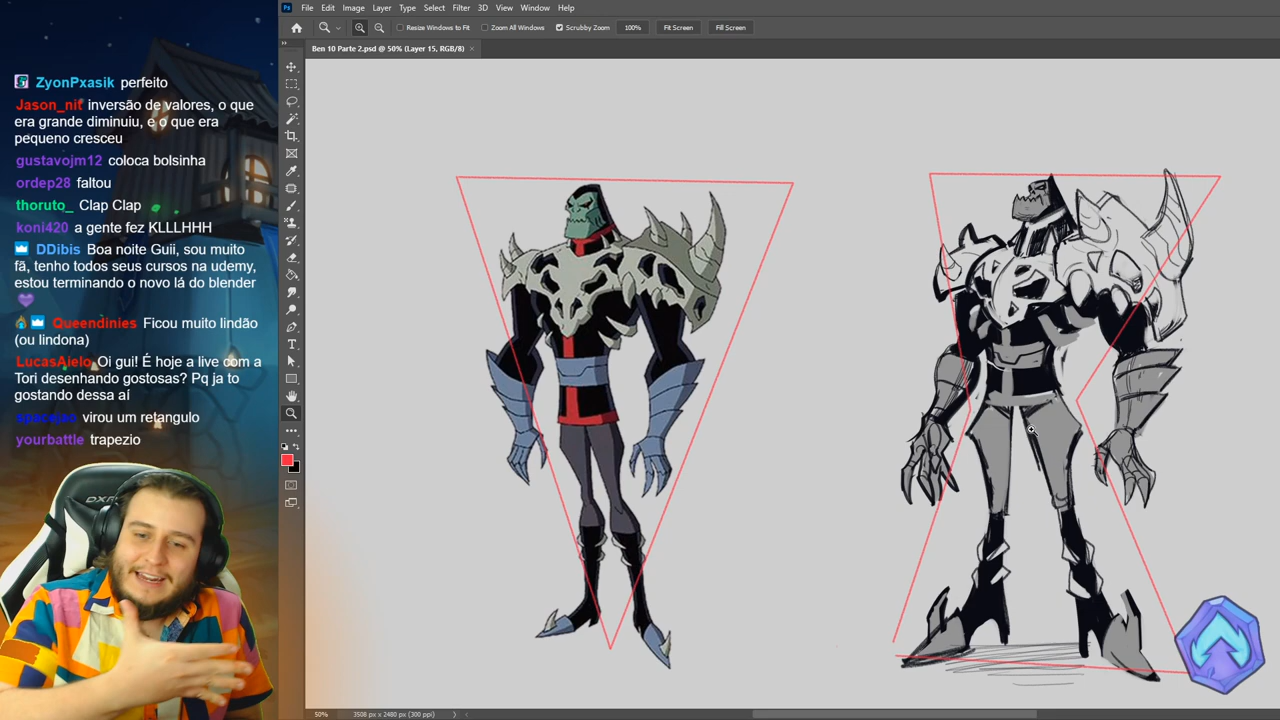 Ps File Edit Image Layer Type Select Filter 3D View Window Help
Resize Windows to Fit Zoom All Windows Scrubby Zoom 100% Fit Screen Fill Screen
Ben 10 Parte 2.psd @ 50% (Layer 15, RGB/8) ×
ZyonPxasik perfeito
Jason_nit inversão de valores, o que
era grande diminuiu, e o que era
pequeno cresceu
gustavojm12 coloca bolsinha
ordep28 faltou
thoruto_ Clap Clap
koni420 a gente fez KLLLHHH
DDibis Boa noite Guii, sou muito
fã, tenho todos seus cursos na udemy,
estou terminando o novo lá do blender
Queendinies Ficou muito lindão
(ou lindona)
LucasAielo Oi gui! É hoje a live com a
Tori desenhando gostosas? Pq ja to
gostando dessa aí
virou um retangulo
yourbattle trapezio
DX
50% 3508 px x 2480 px (300 ppi)